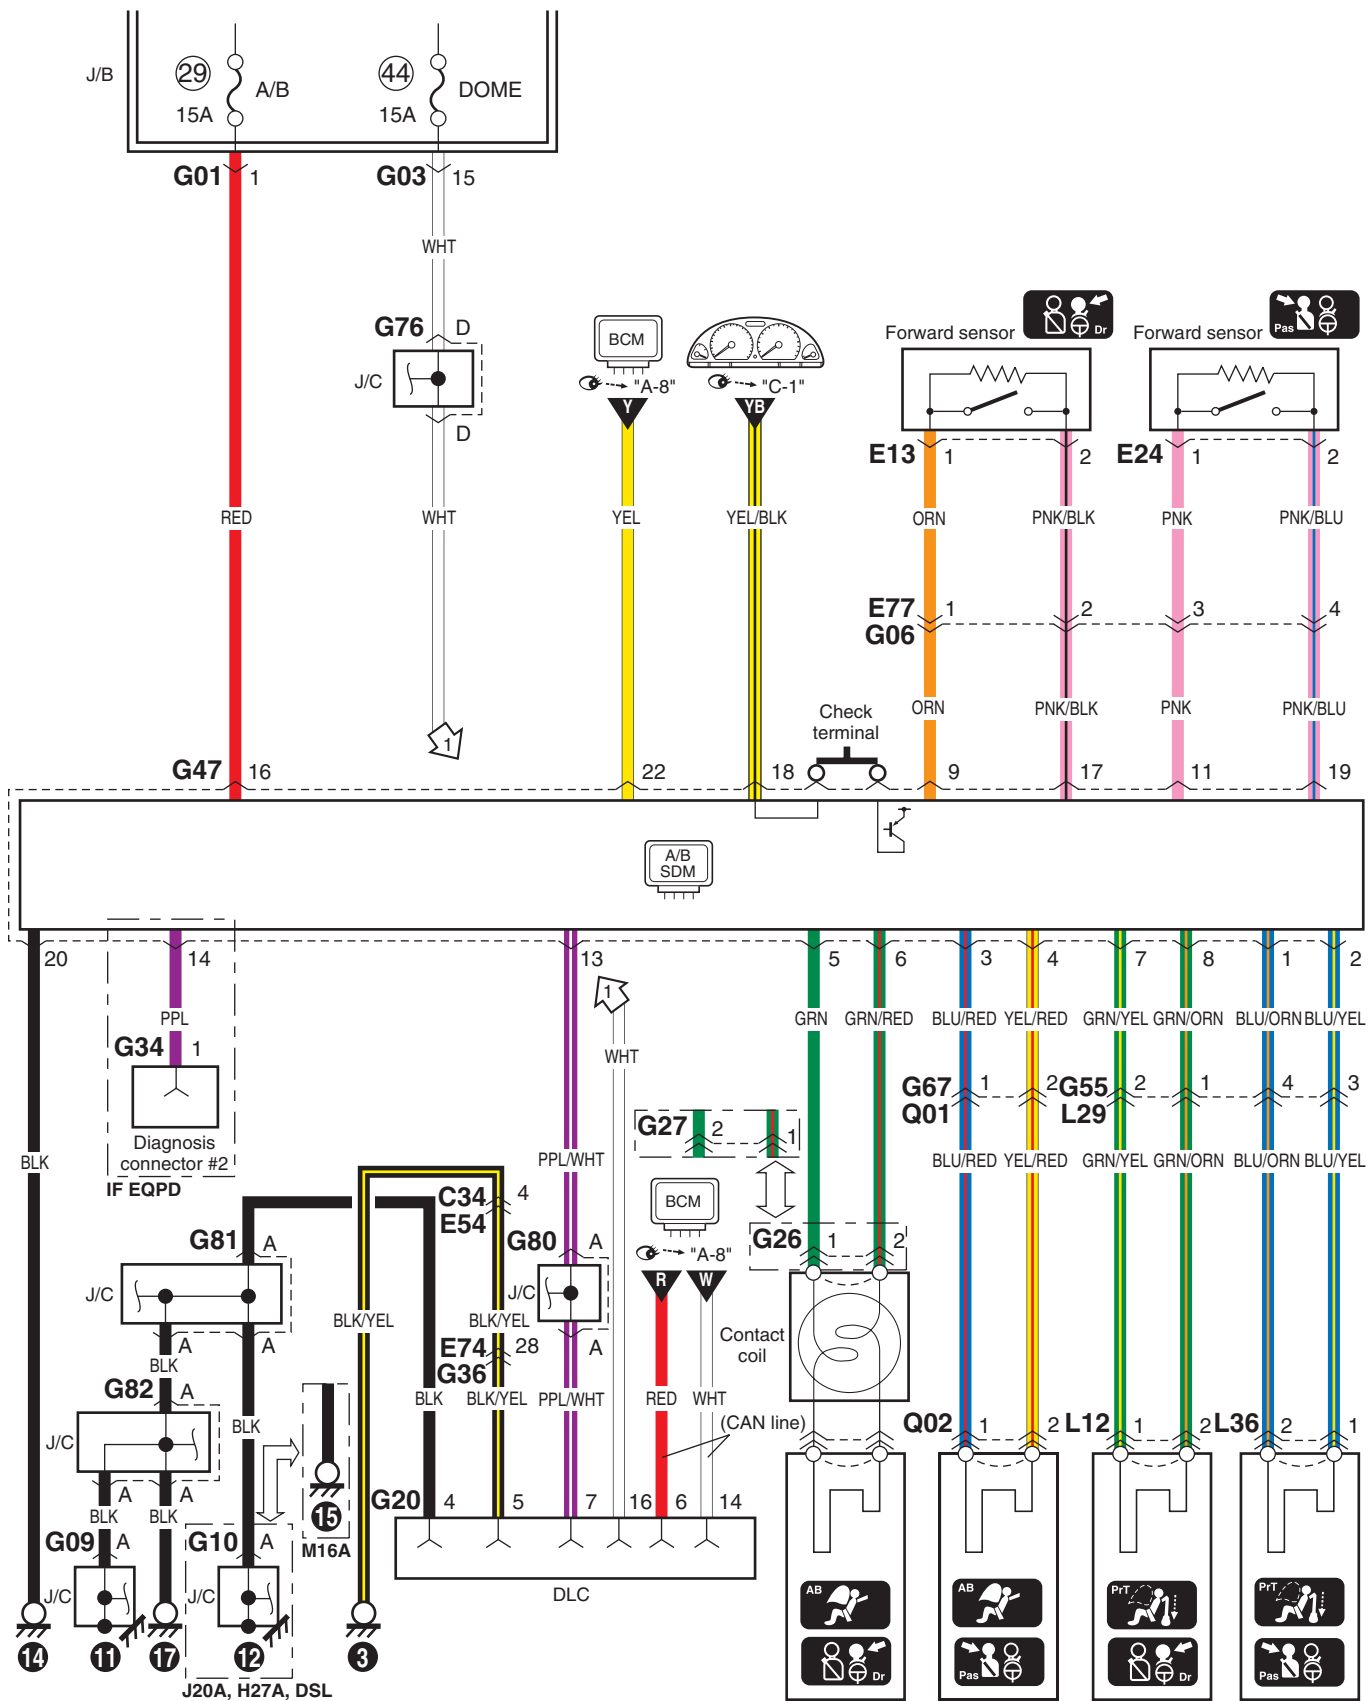 J/B
29
A/B
15A
44
DOME
15A
G01
1
G03
15
WHT
G76
D
J/C
D
BCM
"A-8"
Y
"C-1"
YB
Forward sensor
Dr
Forward sensor
Pas
E13
1
2
E24
1
2
RED
WHT
YEL
YEL/BLK
ORN
PNK/BLK
PNK
PNK/BLU
E77
G06
1
2
3
4
ORN
PNK/BLK
PNK
PNK/BLU
Check
terminal
1
G47
16
22
18
9
17
11
19
A/B
SDM
20
14
13
5
6
3
4
7
8
1
2
1
PPL
GRN
GRN/RED
BLU/RED
YEL/RED
GRN/YEL
GRN/ORN
BLU/ORN
BLU/YEL
G34
1
WHT
Diagnosis
connector #2
IF EQPD
G67
Q01
1
2
G55
L29
2
1
4
3
G27
2
1
BLK
PPL/WHT
BLU/RED
YEL/RED
GRN/YEL
GRN/ORN
BLU/ORN
BLU/YEL
BCM
"A-8"
R
W
C34
E54
4
G81
A
G80
A
G26
1
2
J/C
J/C
BLK/YEL
BLK/YEL
Contact
coil
A
A
A
E74
G36
28
BLK
G82
A
BLK
BLK
BLK/YEL
PPL/WHT
RED
WHT
(CAN line)
Q02
1
2
L12
1
2
L36
2
1
J/C
A
A
BLK
BLK
G09
A
G10
A
15
M16A
G20
4
5
7
16
6
14
DLC
J/C
J/C
14
11
17
12
3
J20A, H27A, DSL
AB
Dr
AB
Pas
PrT
Dr
PrT
Pas